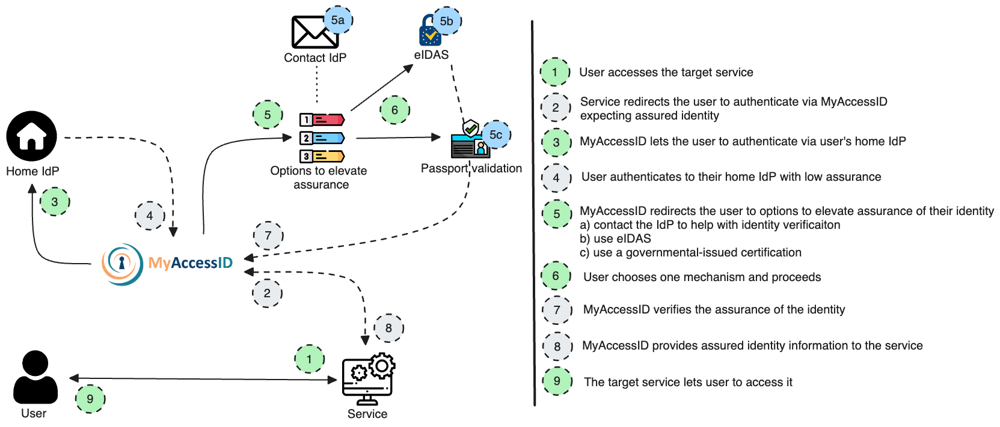 5a
5b
Contact IdP
eIDAS
5
6
1
2
3
5c
Options to elevate
assurance
Passport validation
Home IdP
3
4
7
MyAccessID
2
8
1
9
User
Service
1 User accesses the target service
2 Service redirects the user to authenticate via MyAccessID
expecting assured identity
3 MyAccessID lets the user to authenticate via user's home IdP
4 User authenticates to their home IdP with low assurance
5 MyAccessID redirects the user to options to elevate assurance of their identity
a) contact the IdP to help with identity verificaiton
b) use eIDAS
c) use a governmental-issued certification
6 User chooses one mechanism and proceeds
7 MyAccessID verifies the assurance of the identity
8 MyAccessID provides assured identity information to the service
9 The target service lets user to access it